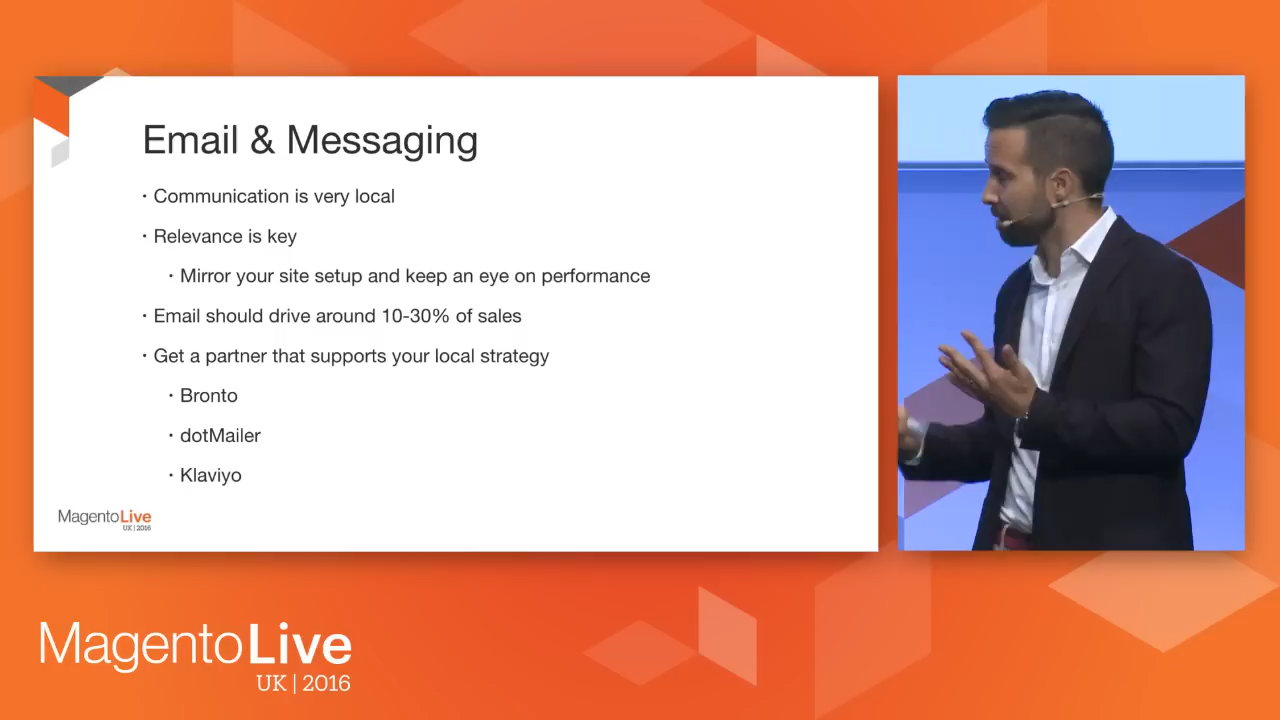 Email & Messaging
· Communication is very local
· Relevance is key
· Mirror your site setup and keep an eye on performance
· Email should drive around 10-30% of sales
· Get a partner that supports your local strategy
· Bronto
· dotMailer
· Klaviyo
MagentoLive
UK | 2016
MagentoLive
UK | 2016